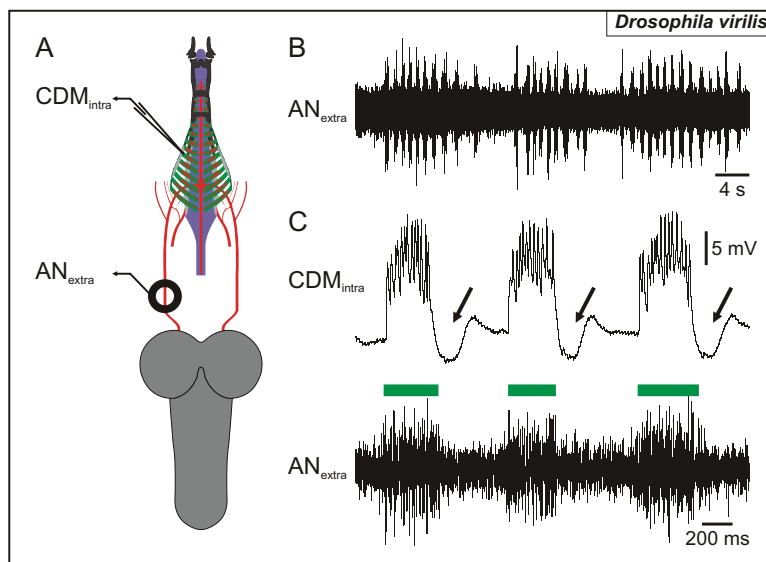 Drosophila virilis
A
CDMintra
ANextra
B
ANextra
4 s
C
5 mV
CDMintra
ANextra
200 ms